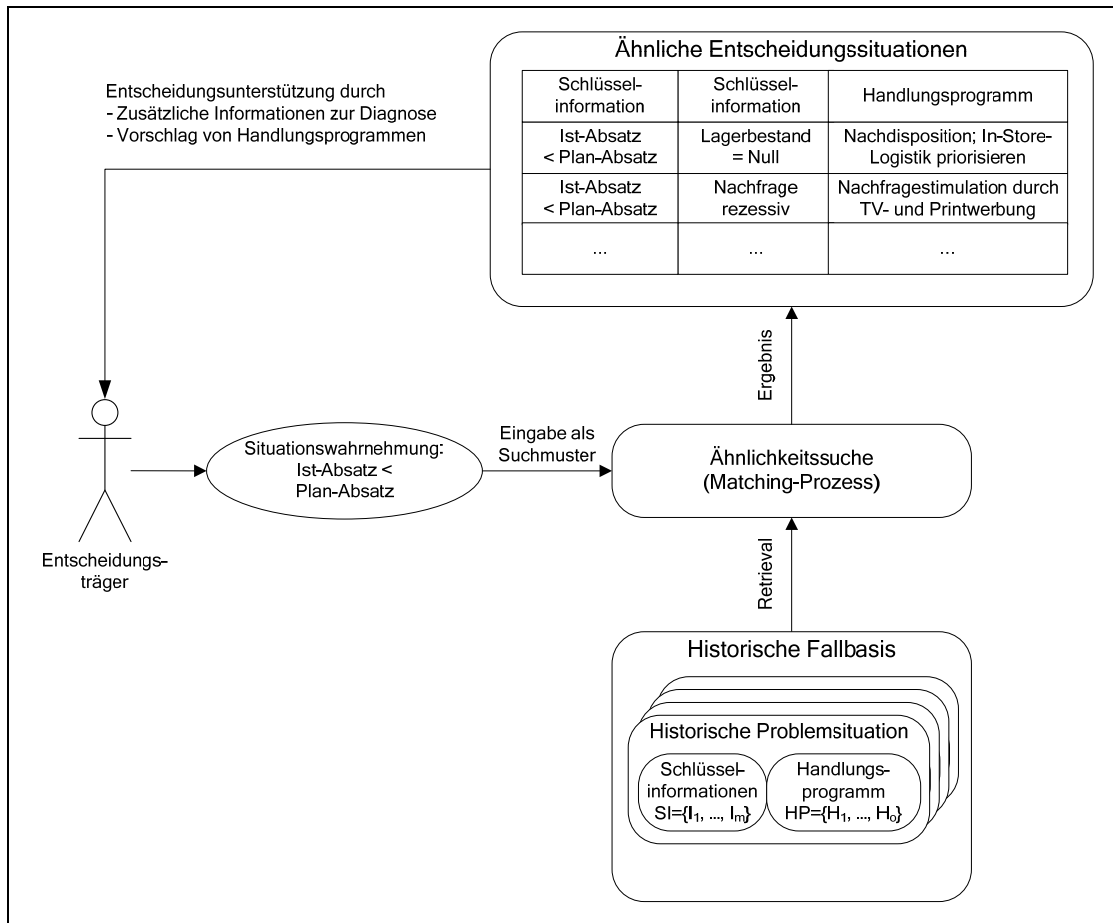 Ähnliche Entscheidungssituationen
Entscheidungsunterstützung durch
- Zusätzliche Informationen zur Diagnose
- Vorschlag von Handlungsprogrammen
Schlüssel-
information
Schlüssel-
information
Handlungsprogramm
Ist-Absatz
< Plan-Absatz
Lagerbestand
= Null
Nachdisposition; In-Store-
Logistik priorisieren
Ist-Absatz
< Plan-Absatz
Nachfrage
rezessiv
Nachfragestimulation durch
TV- und Printwerbung
...
...
...
Ergebnis
Entscheidungs-
träger
Situationswahrnehmung:
Ist-Absatz <
Plan-Absatz
Eingabe als
Suchmuster
Ähnlichkeitssuche
(Matching-Prozess)
Retrieval
Historische Fallbasis
Historische Problemsituation
Schlüssel-
informationen
SI={I₁, ..., Iₘ}
Handlungs-
programm
HP={H₁, ..., Hₒ}